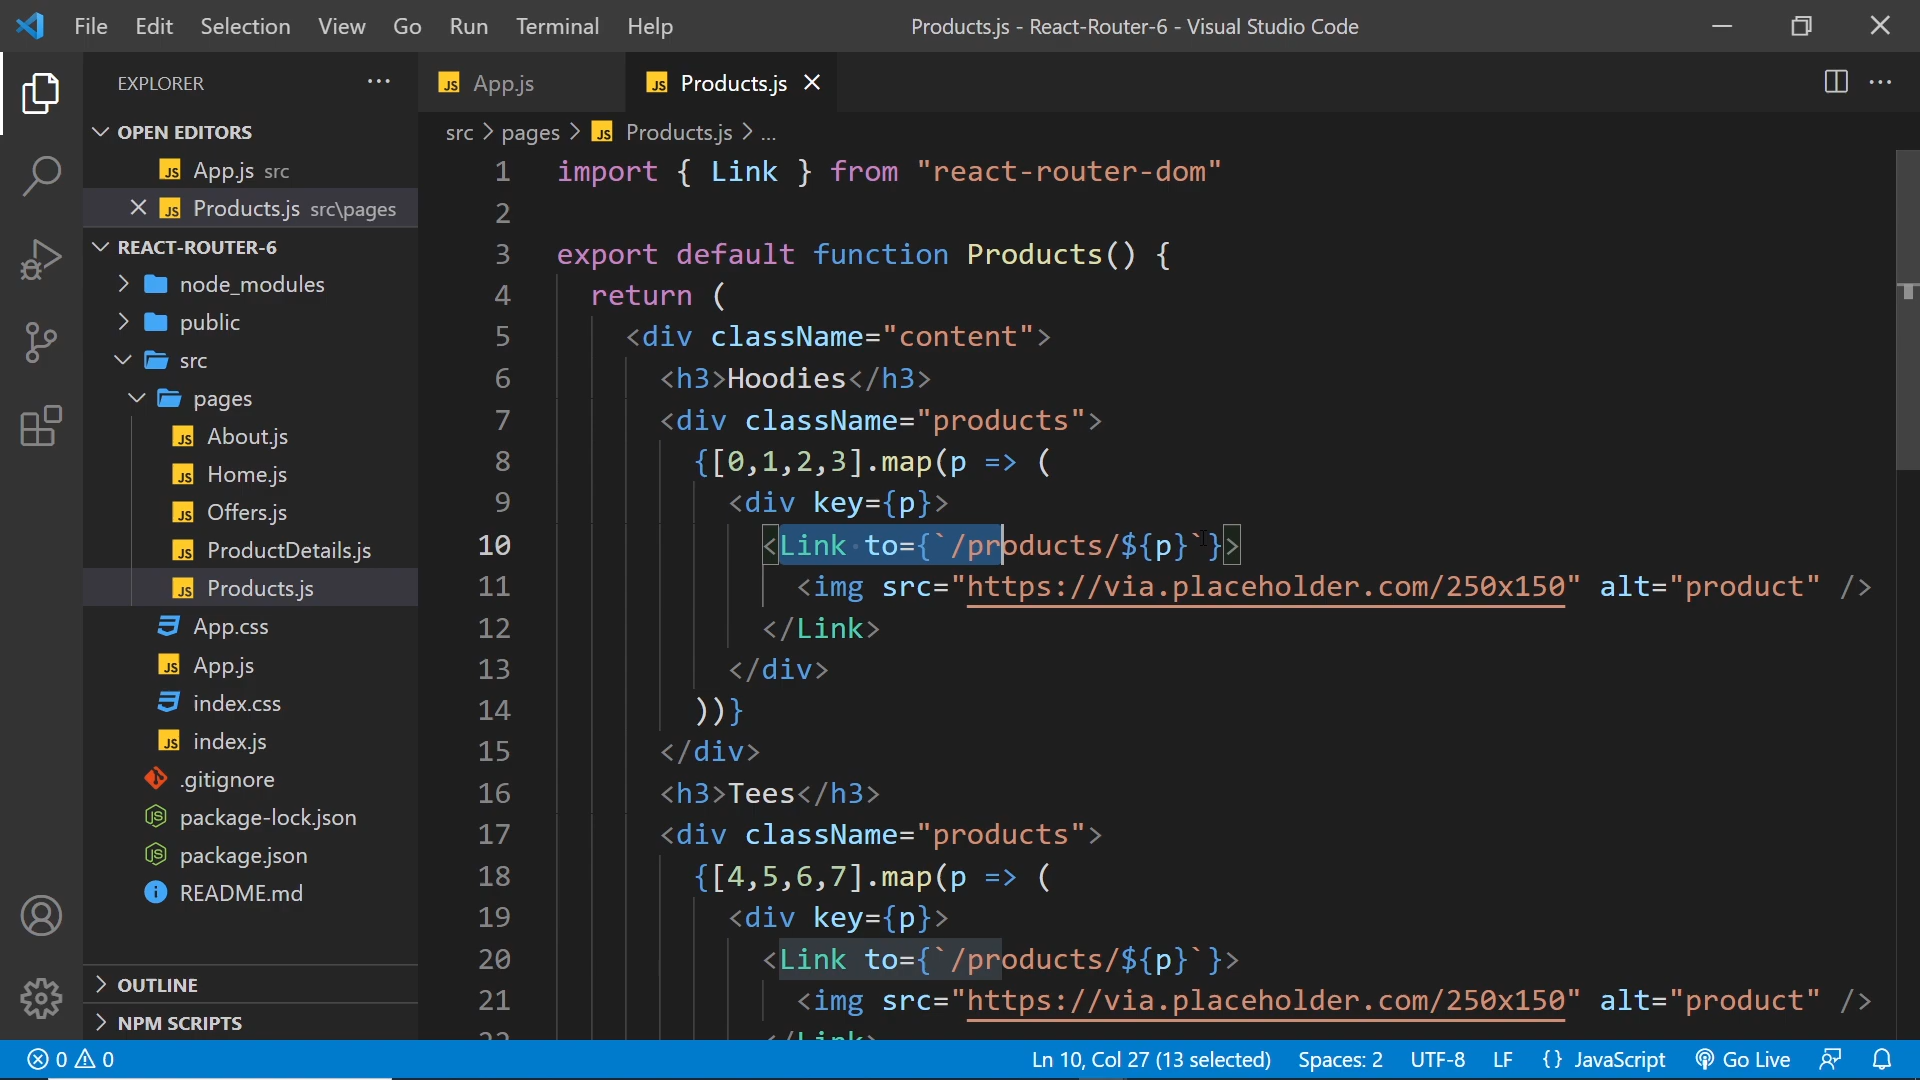 File Edit Selection View Go Run Terminal Help
Products.js - React-Router-6 - Visual Studio Code
EXPLORER
OPEN EDITORS
App.js src
Products.js src\pages
REACT-ROUTER-6
node_modules
public
src
pages
About.js
Home.js
Offers.js
ProductDetails.js
Products.js
App.css
App.js
index.css
index.js
.gitignore
package-lock.json
package.json
README.md
OUTLINE
NPM SCRIPTS
App.js
Products.js
src > pages > Products.js > ...
1 import { Link } from "react-router-dom"
2
3 export default function Products() {
4 return (
5 <div className="content">
6 <h3>Hoodies</h3>
7 <div className="products">
8 {[0,1,2,3].map(p => (
9 <div key={p}>
10 <Link to={`/products/${p}`}>
11 <img src="https://via.placeholder.com/250x150" alt="product" />
12 </Link>
13 </div>
14 ))}
15 </div>
16 <h3>Tees</h3>
17 <div className="products">
18 {[4,5,6,7].map(p => (
19 <div key={p}>
20 <Link to={`/products/${p}`}>
21 <img src="https://via.placeholder.com/250x150" alt="product" />
22 </Link>
0 0
Ln 10, Col 27 (13 selected) Spaces: 2 UTF-8 LF {} JavaScript Go Live